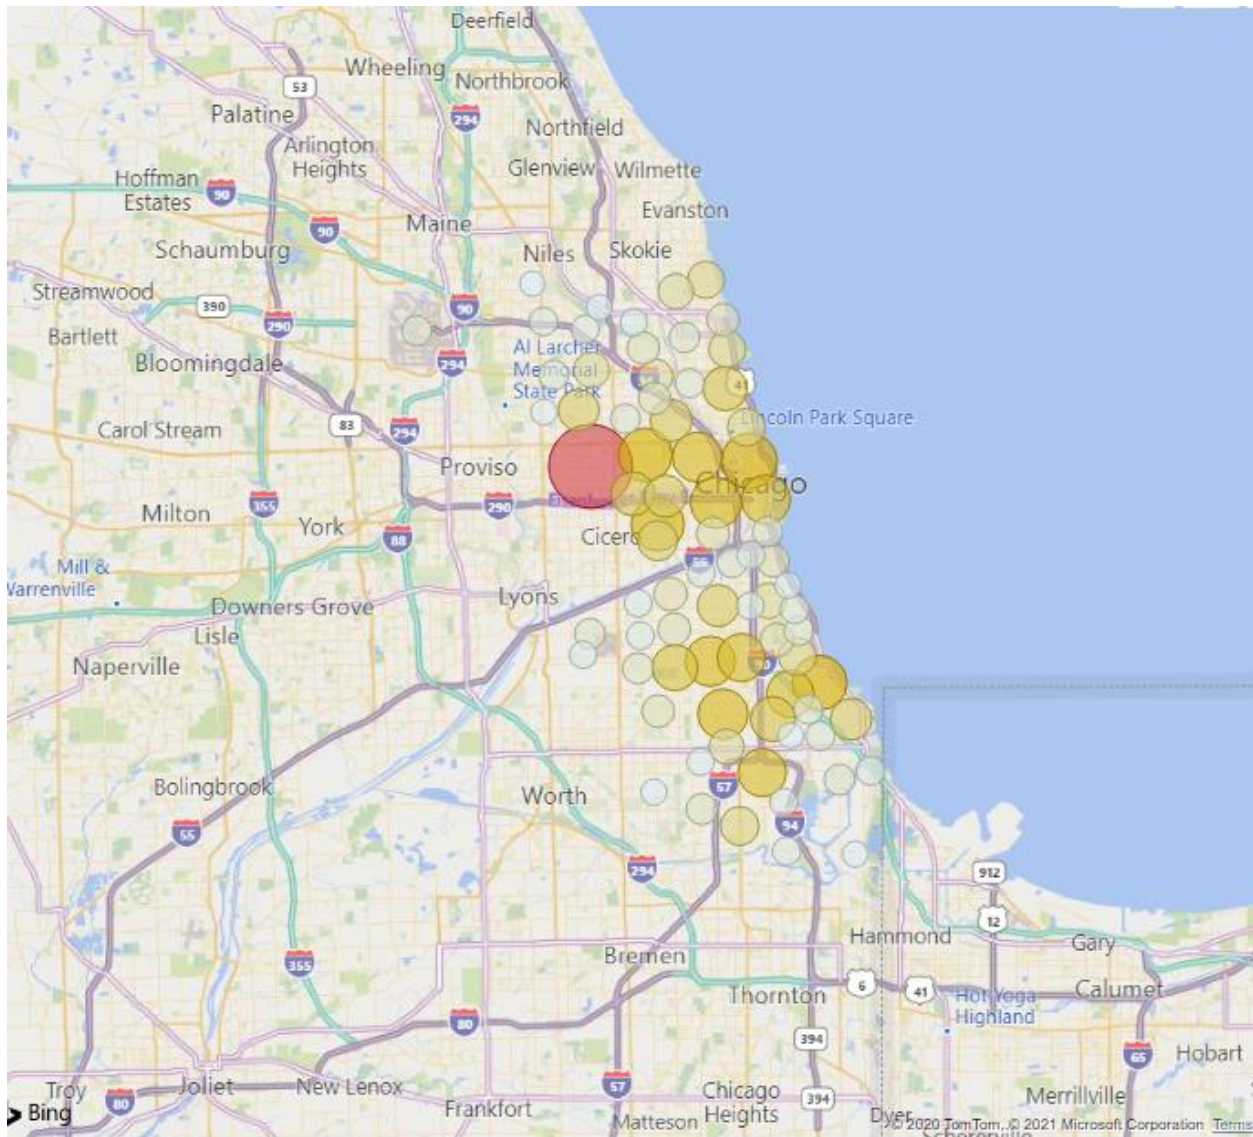 Deerfield
Wheeling
Northbrook
53
Palatine
294
Northfield
Arlington
Heights
Glenview
Wilmette
Hoffman
Estates
90
Evanston
Maine
90
Schaumburg
Niles
Skokie
Streamwood
390
90
290
Bartlett
Al Larcher
Memorial
State Park
Bloomingdale
294
41
Lincoln Park Square
Carol Stream
83
294
Proviso
Chicago
355
290
Milton
York
88
Cicero
55
Mill &
Warrenville
Downers Grove
Lyons
Lisle
Naperville
90
Bolingbrook
Worth
57
55
94
294
912
12
Hammond
Gary
Bremen
355
Thornton
6
41
Calumet
Hot Yoga
Highland
80
394
65
Hobart
Troy
Joliet
New Lenox
57
Chicago
Heights
394
Merrillville
80
Bing
Frankfort
Matteson
Dyer
© 2020 TomTom, © 2021 Microsoft Corporation Terms
Schererville